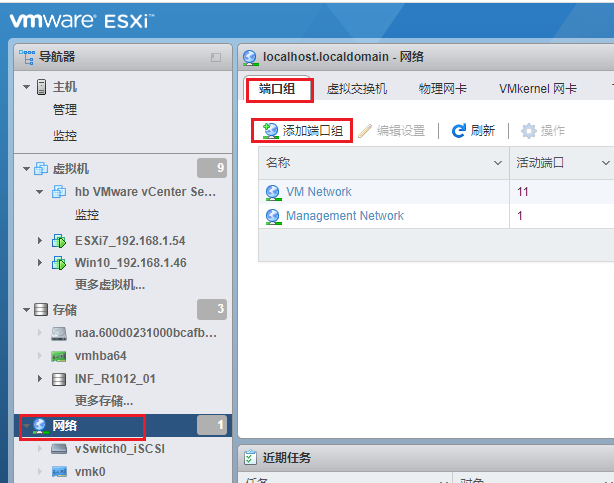 vmware ESXi™
导航器
主机
管理
监控
虚拟机 9
hb VMware vCenter Se...
监控
ESXi7_192.168.1.54
Win10_192.168.1.46
更多虚拟机...
存储 3
naa.600d0231000bcafb...
vmhba64
INF_R1012_01
更多存储...
网络 1
vSwitch0_iSCSI
vmk0
localhost.localdomain - 网络
端口组 虚拟交换机 物理网卡 VMkernel 网卡
添加端口组 编辑设置 刷新 操作
名称 活动端口
VM Network 11
Management Network 1
近期任务
任务 对象